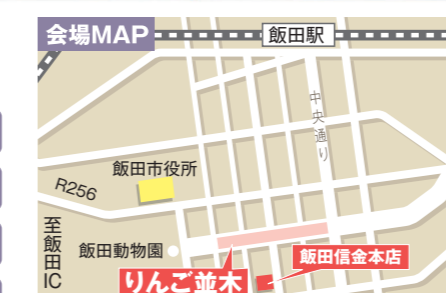 会場MAP
飯田駅
中央通り
飯田市役所
R256
至飯田IC
飯田動物園
飯田信金本店
りんご並木